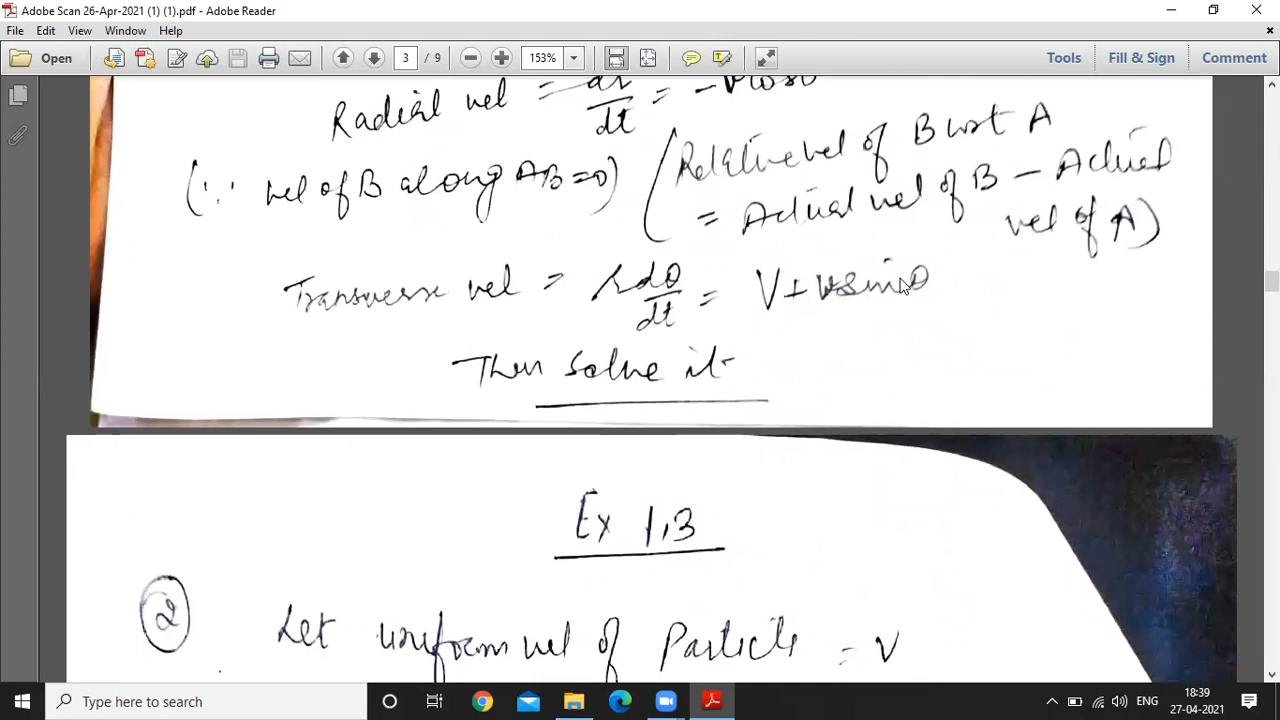 Adobe Scan 26-Apr-2021 (1) (1).pdf - Adobe Reader
File Edit View Window Help
Open 3 / 9 153% Tools Fill & Sign Comment
Radial vel = dr/dt = - V cosθ
(∵ vel of B along AB = 0) (Relative vel of B wrt A
= Actual vel of B - Actual
vel of A)
Transverse vel = r dθ/dt = V + v sinθ
Then solve it
Ex 1.3
2 Let uniform vel of Particle = V
Type here to search
ENG 18:39
27-04-2021